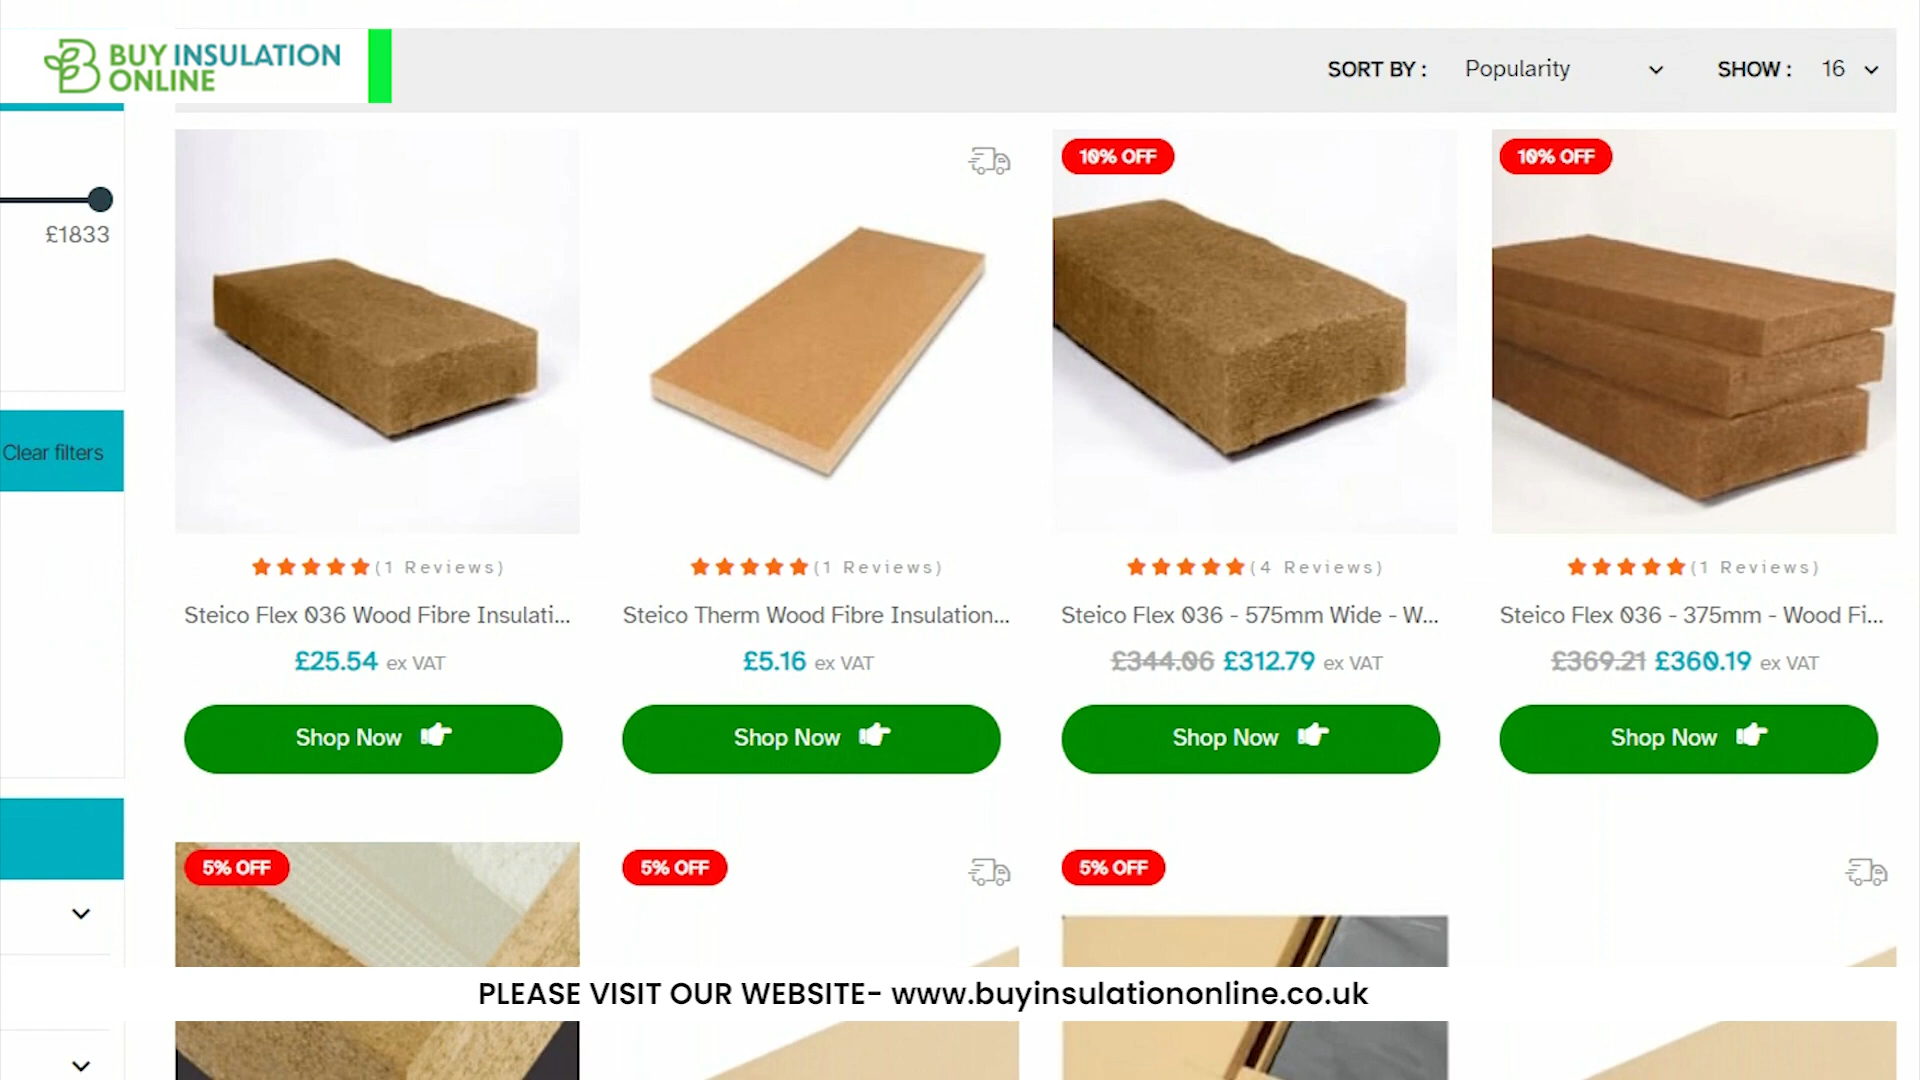 BUY INSULATION
ONLINE
SORT BY : Popularity SHOW : 16
10% OFF
10% OFF
£1833
Clear filters
(1 Reviews)
(1 Reviews)
(4 Reviews)
(1 Reviews)
Steico Flex 036 Wood Fibre Insulati...
Steico Therm Wood Fibre Insulation...
Steico Flex 036 - 575mm Wide - W...
Steico Flex 036 - 375mm - Wood Fi...
£25.54 ex VAT
£5.16 ex VAT
£344.06 £312.79 ex VAT
£369.21 £360.19 ex VAT
Shop Now
Shop Now
Shop Now
Shop Now
5% OFF
5% OFF
5% OFF
PLEASE VISIT OUR WEBSITE- www.buyinsulationonline.co.uk